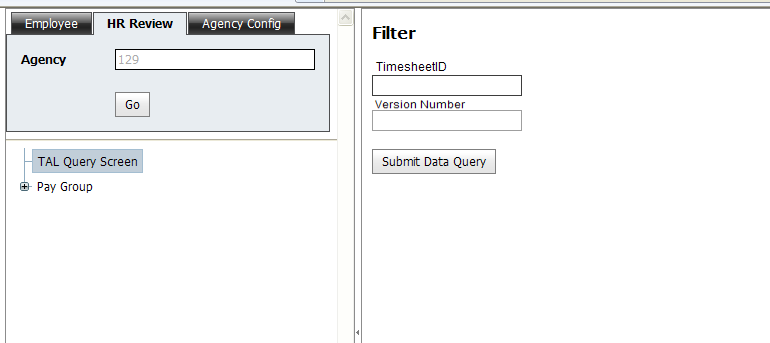 Employee HR Review Agency Config
Agency 129
Go
TAL Query Screen
Pay Group
Filter
TimesheetID
Version Number
Submit Data Query